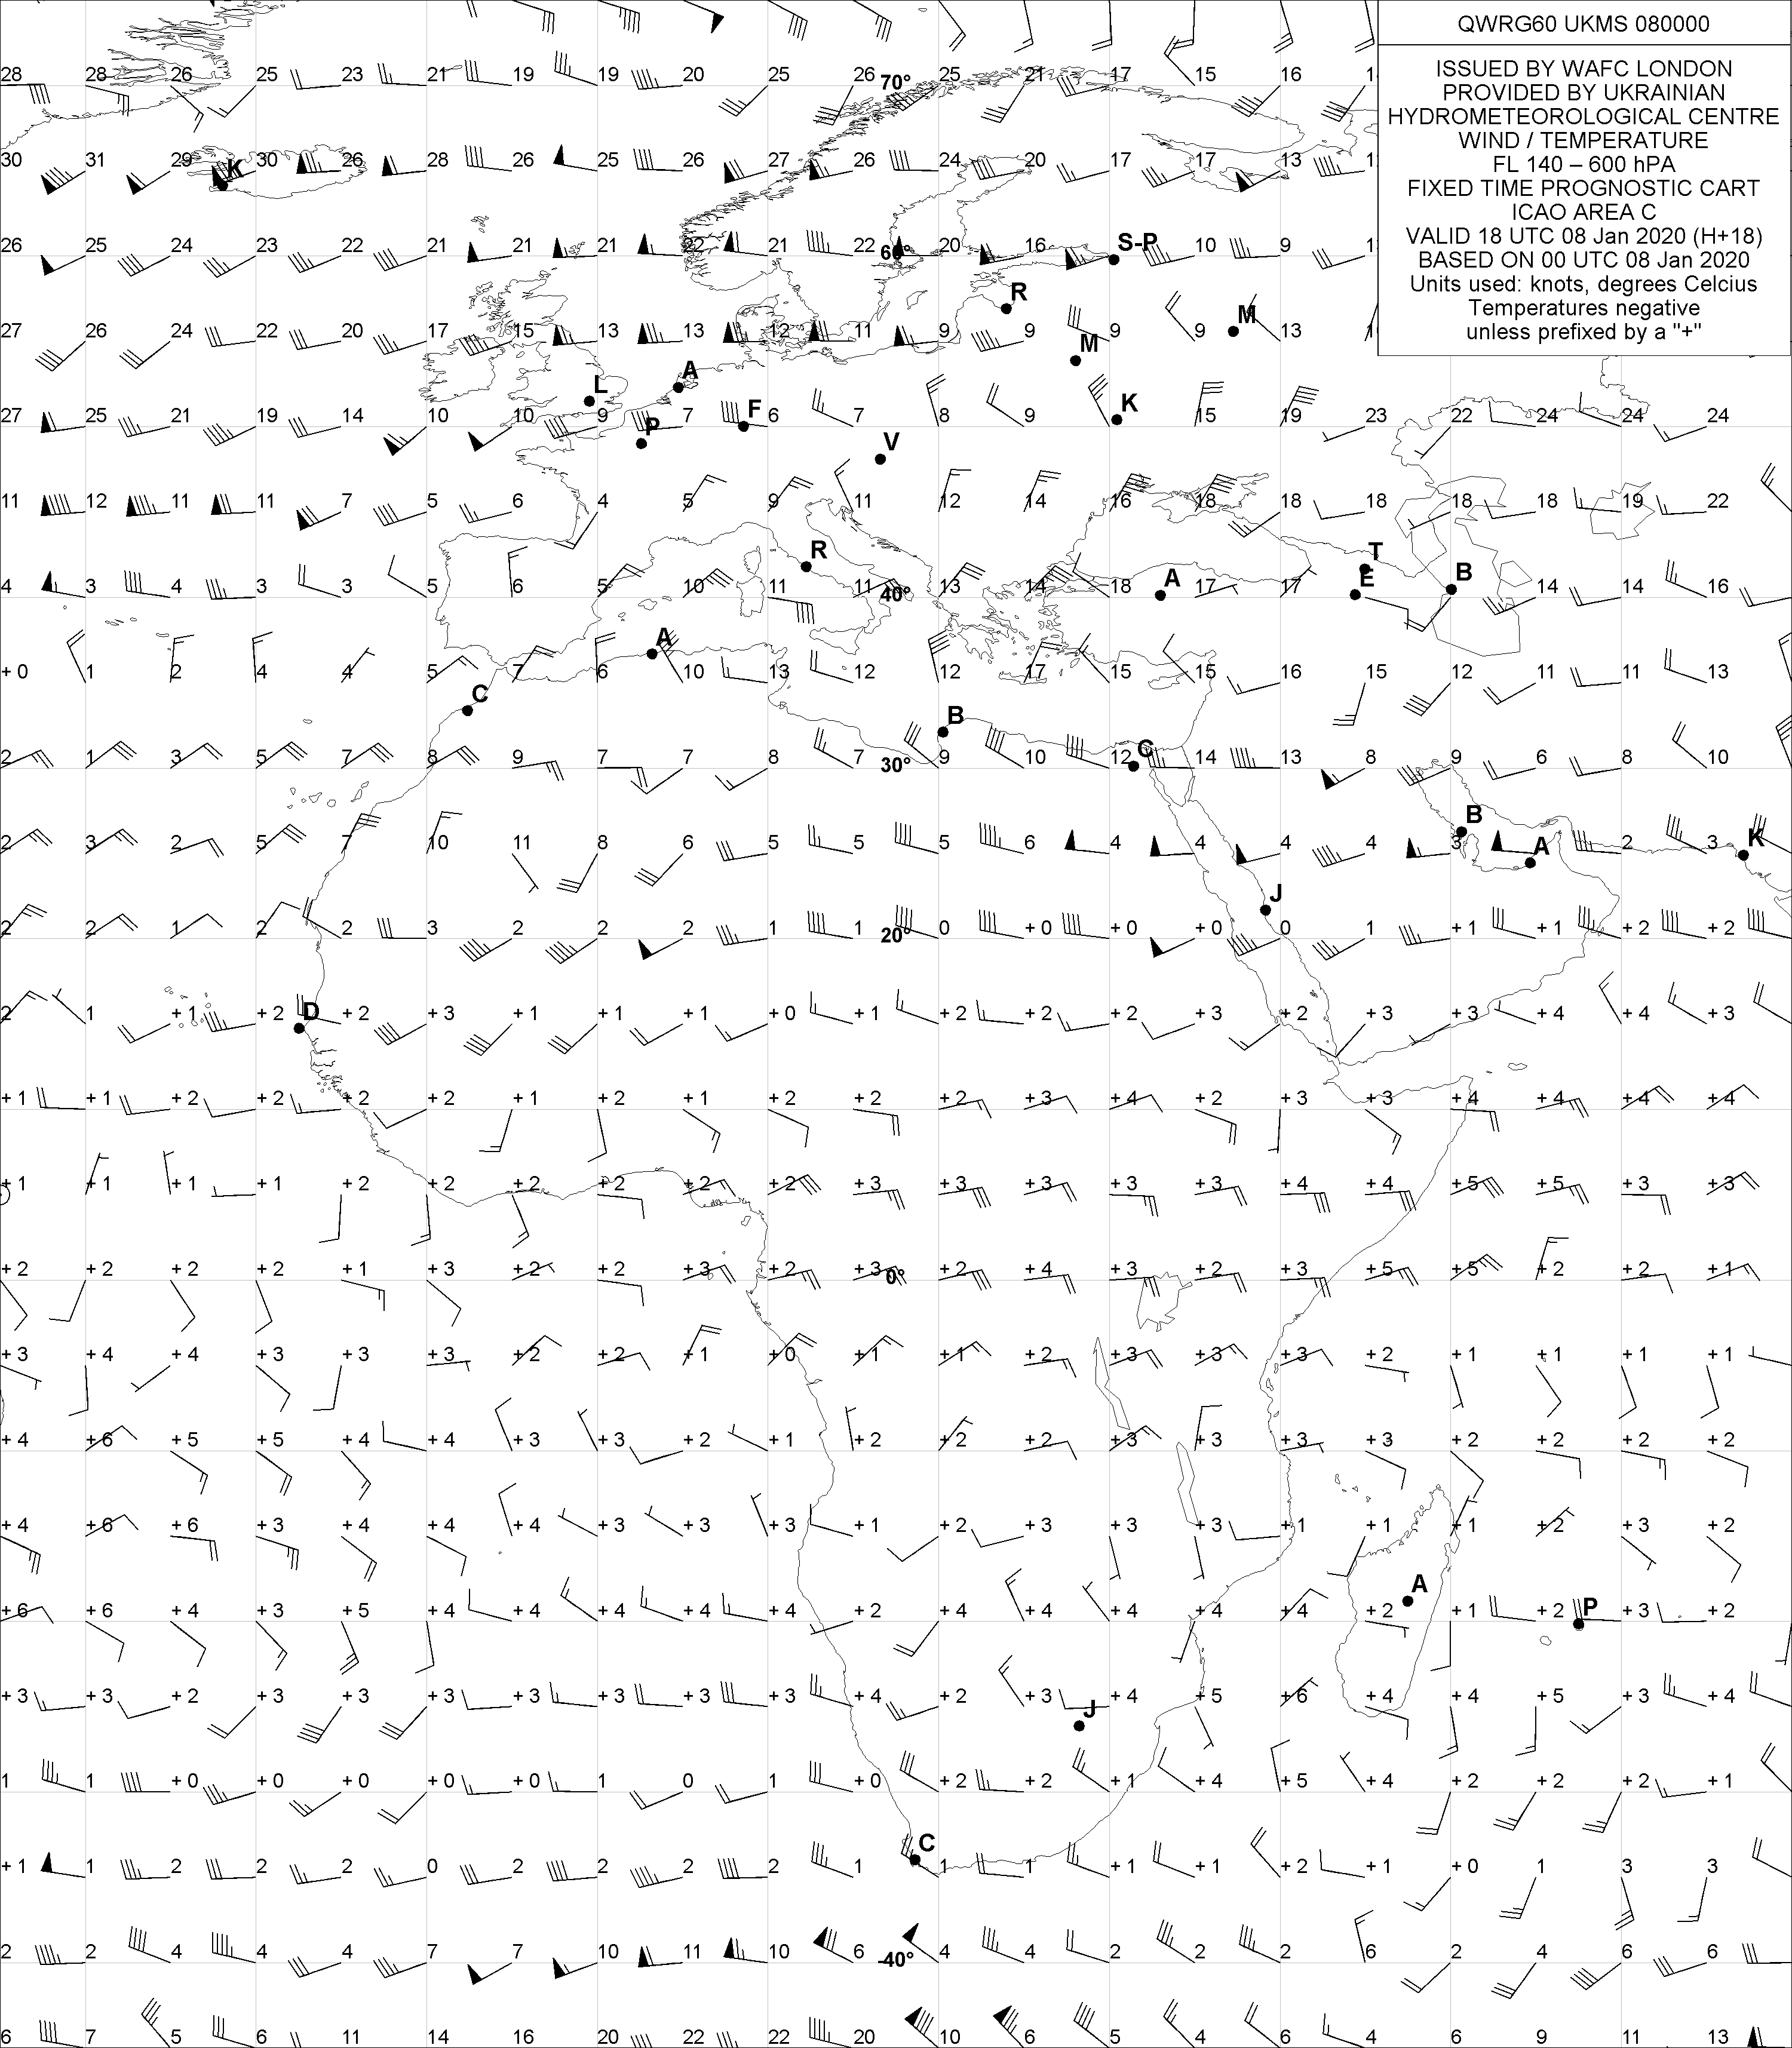 QWRG60 UKMS 080000
ISSUED BY WAFC LONDON
PROVIDED BY UKRAINIAN
HYDROMETEOROLOGICAL CENTRE
WIND / TEMPERATURE
FL 140 – 600 hPA
FIXED TIME PROGNOSTIC CART
ICAO AREA C
VALID 18 UTC 08 Jan 2020 (H+18)
BASED ON 00 UTC 08 Jan 2020
Units used: knots, degrees Celcius
Temperatures negative
unless prefixed by a "+"
28 28 26 25 23 21 19 19 20 25 26 70° 25 21 17 15 16
30 31 29 K 30 26 28 26 25 26 27 26 24 20 17 17 13
26 25 24 23 22 21 21 21 22 21 22 60° 20 16 S-P 10 9
R
27 26 24 22 20 17 15 13 13 12 11 9 9 9 9 M 13
M
A
L
27 25 21 19 14 10 10 9 P 7 F 6 7 8 9 K 15 19 23 22 24 24 24
V
11 12 11 11 7 5 6 4 5 9 11 12 14 16 18 18 18 18 18 19 22
R T
4 3 4 3 3 5 6 5 10 11 11 40° 13 14 18 A 17 17 E B 14 14 16
A
+0 1 2 4 4 5 7 6 10 13 12 12 17 15 15 16 15 12 11 11 13
C
B
2 1 3 5 7 8 9 7 7 8 7 30° 9 10 12 C 14 13 8 9 6 8 10
B
2 3 2 5 7 10 11 8 6 5 5 5 6 4 4 4 4 3 A 2 3 K
J
2 2 1 2 2 3 2 2 2 1 1 20° 0 +0 +0 +0 0 1 +1 +1 +2 +2
2 1 +1 +2 D +2 +3 +1 +1 +1 +0 +1 +2 +2 +2 +3 +2 +3 +3 +4 +4 +3
+1 +1 +2 +2 +2 +2 +1 +2 +1 +2 +2 +2 +3 +4 +2 +3 +3 +4 +4 +4 +4
+1 +1 +1 +1 +2 +2 +2 +2 +2 +2 +3 +3 +3 +3 +3 +4 +4 +5 +5 +3 +3
+2 +2 +2 +2 +1 +3 +2 +2 +3 +2 +3 0° +2 +4 +3 +2 +3 +5 +5 +2 +2 +1
+3 +4 +4 +3 +3 +3 +2 +2 +1 +0 +1 +1 +2 +3 +3 +3 +2 +1 +1 +1 +1
+4 +6 +5 +5 +4 +4 +3 +3 +2 +1 +2 +2 +2 +3 +3 +3 +3 +2 +2 +2 +2
+4 +6 +6 +3 +4 +4 +4 +3 +3 +3 +1 +2 +3 +3 +3 +1 +1 +1 +2 +3 +2
A
+6 +6 +4 +3 +5 +4 +4 +4 +4 +4 +2 +4 +4 +4 +4 +4 +2 +1 +2 P +3 +2
+3 +3 +2 +3 +3 +3 +3 +3 +3 +3 +4 +2 +3 +4 +5 +6 +4 +4 +5 +3 +4
J
1 1 +0 +0 +0 +0 +0 1 0 1 +0 +2 +2 +1 +4 +5 +4 +2 +2 +2 +1
C
+1 1 2 2 2 0 2 2 2 2 1 1 1 +1 +1 +2 +1 +0 1 3 3
2 2 4 4 4 7 7 10 11 10 6 -40° 4 4 2 2 2 6 2 4 6 6
6 7 5 6 11 14 16 20 22 22 20 10 6 5 4 6 4 6 9 11 13